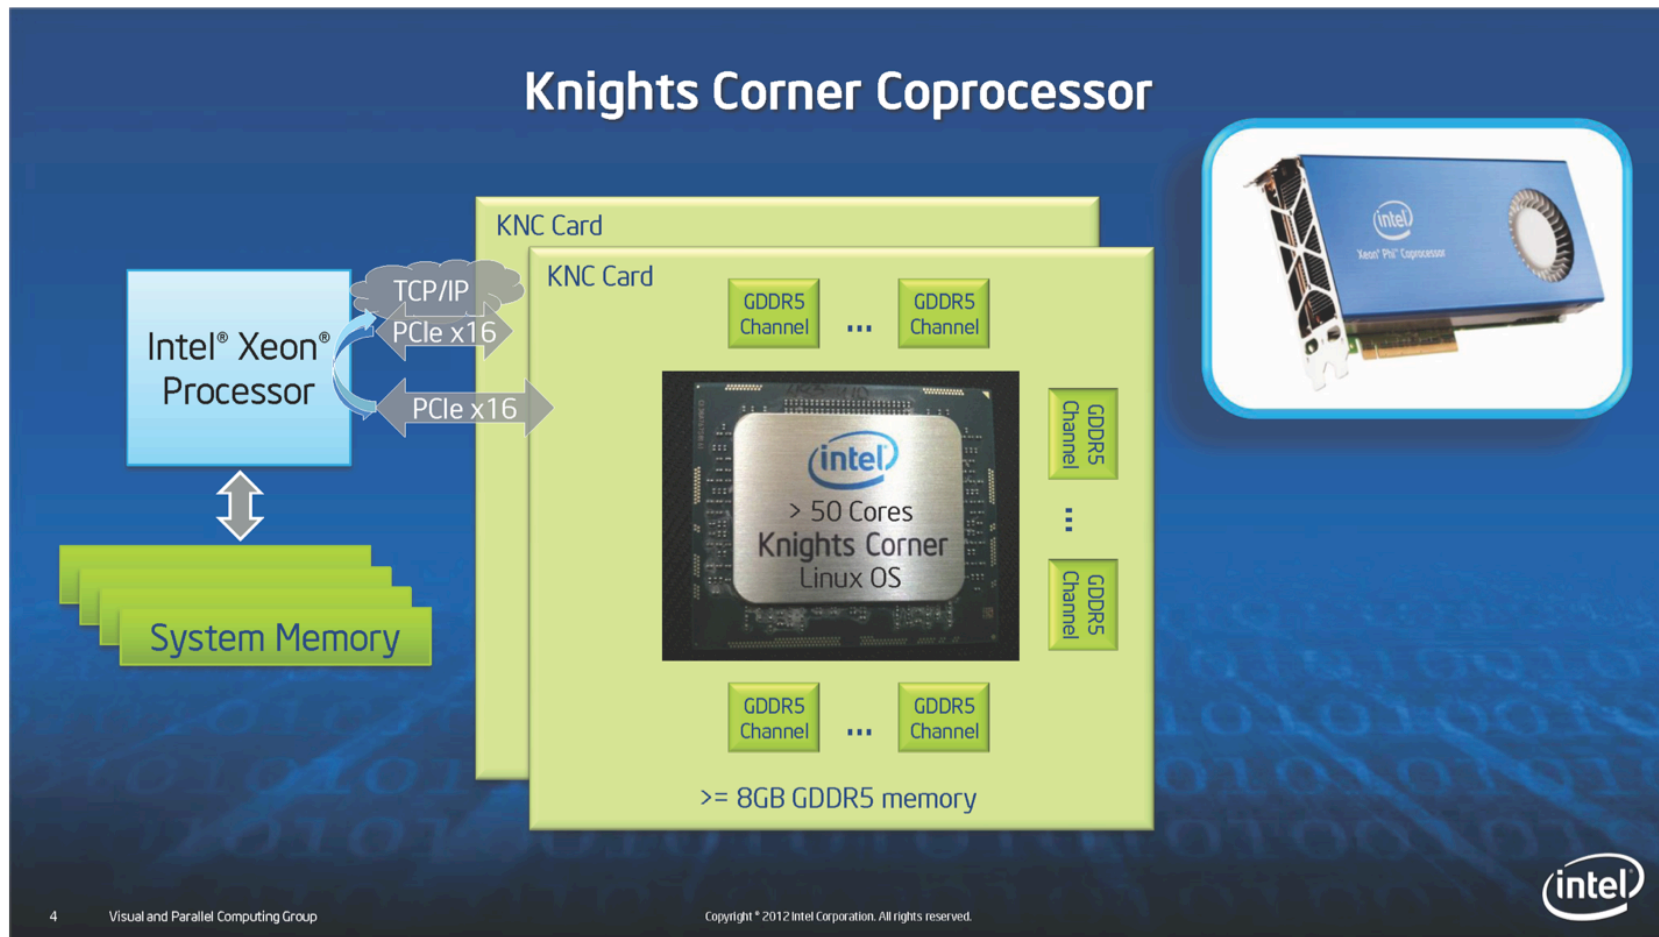 Knights Corner Coprocessor
KNC Card
KNC Card
TCP/IP
PCIe x16
PCIe x16
Intel® Xeon®
Processor
System Memory
GDDR5
Channel
...
GDDR5
Channel
GDDR5
Channel
...
GDDR5
Channel
intel
> 50 Cores
Knights Corner
Linux OS
GDDR5
Channel
...
GDDR5
Channel
>= 8GB GDDR5 memory
intel
Xeon® Phi™ Coprocessor
4
Visual and Parallel Computing Group
Copyright © 2012 Intel Corporation. All rights reserved.
intel